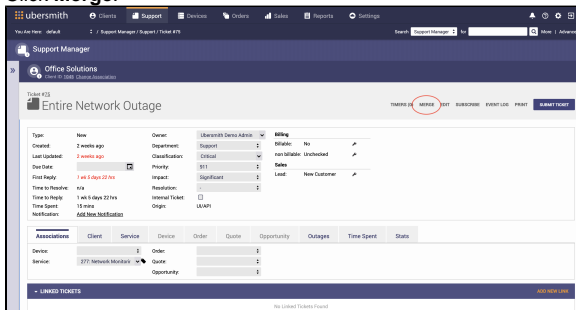 Click Merge.
ubersmith Clients Support Devices Orders Sales Reports Settings
You Are Here: default / Support Manager / Support / Ticket #75 Search Support Manager for More | Advanced
Support Manager
Office Solutions
Client ID: Change Association
Ticket #75
Entire Network Outage
TIMERS (0) MERGE EDIT SUBSCRIBE EVENT LOG PRINT SUBMIT TICKET
Type: New Owner: Ubersmith Demo Admin Billing
Created: 2 weeks ago Department: Support Billable: No
Last Updated: 2 weeks ago Classification: Critical non billable: Unchecked
Due Date: Priority: 911 Sales
First Reply: 1 wk 5 days 22 hrs Impact: Significant Lead: New Customer
Time to Resolve: n/a Resolution: -
Time to Reply: 1 wk 5 days 22 hrs Internal Ticket:
Time Spent: 15 mins Origin: UI/API
Notification: Add New Notification
Associations Client Service Device Order Quote Opportunity Outages Time Spent Stats
Device: Order:
Service: 277: Network Monitorin Quote:
Opportunity:
LINKED TICKETS ADD NEW LINK
No Linked Tickets Found